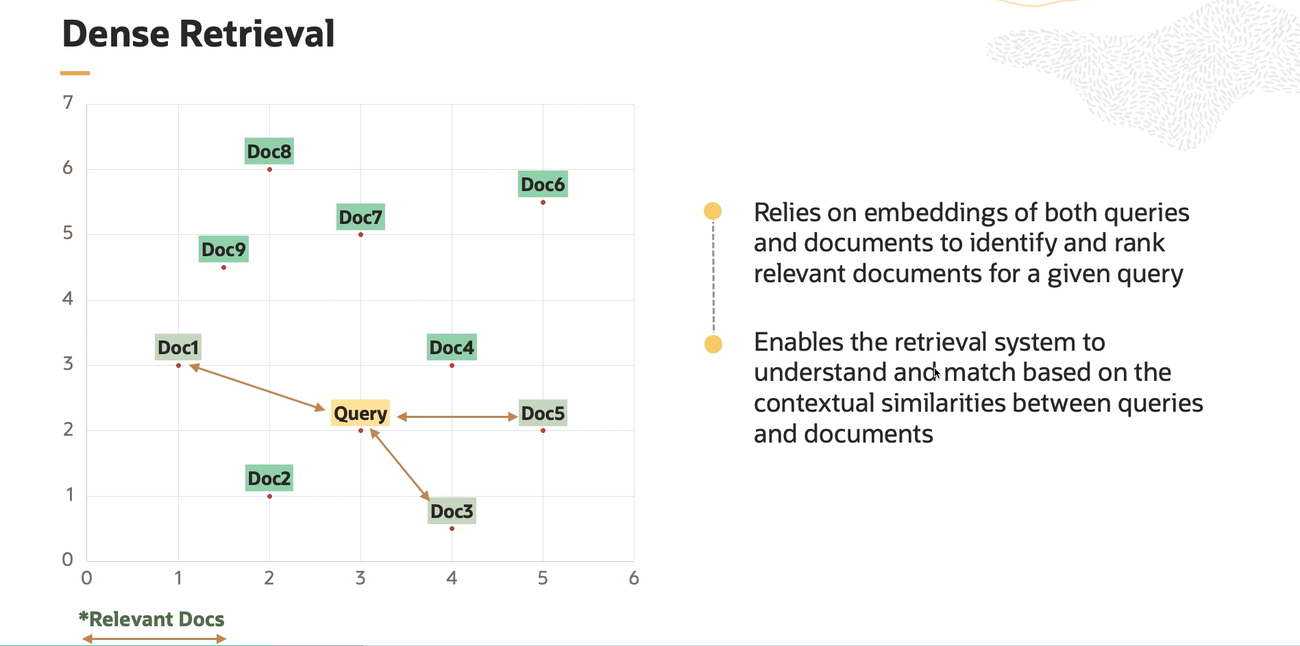 Dense Retrieval
7
6
5
4
3
2
1
0
0 1 2 3 4 5 6
Doc8
Doc6
Doc7
Doc9
Doc1
Doc4
Query
Doc5
Doc2
Doc3
*Relevant Docs
Relies on embeddings of both queries
and documents to identify and rank
relevant documents for a given query
Enables the retrieval system to
understand and match based on the
contextual similarities between queries
and documents